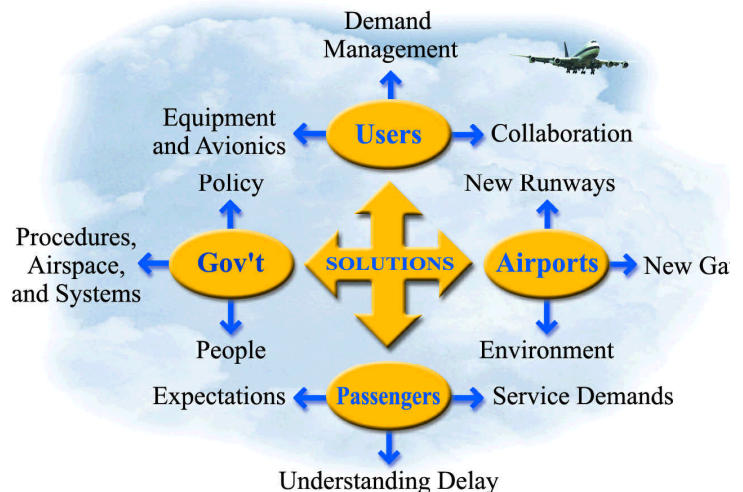 Demand
Management
Equipment
and Avionics
Users
Collaboration
Policy
New Runways
Procedures,
Airspace,
and Systems
Gov't
SOLUTIONS
Airports
New
People
Environment
Expectations
Passengers
Service Demands
Understanding Delay